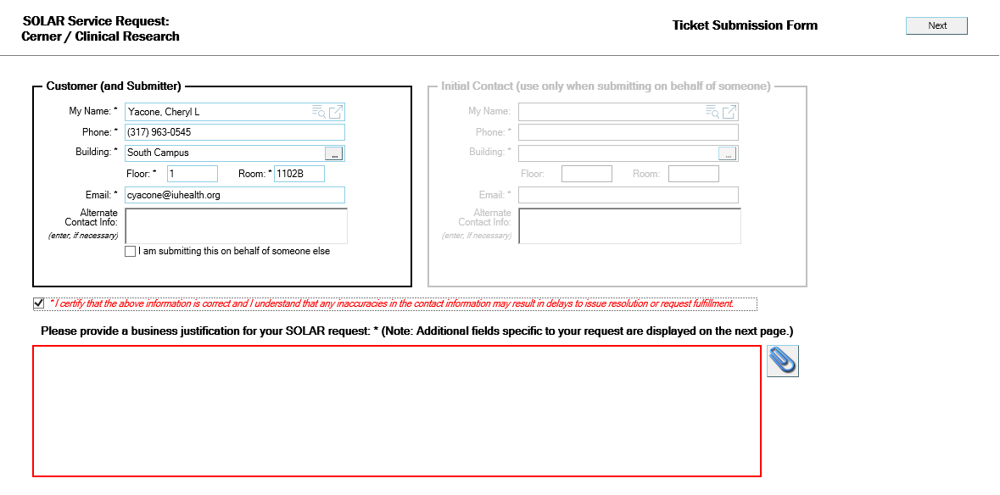 SOLAR Service Request:
Cerner / Clinical Research
Ticket Submission Form
Next
Customer (and Submitter)
My Name: * Yacone, Cheryl L
Phone: * (317) 963-0545
Building: * South Campus ...
Floor: * 1 Room: * 1102B
Email: * cyacone@iuhealth.org
Alternate
Contact Info:
(enter, if necessary)
I am submitting this on behalf of someone else
Initial Contact (use only when submitting on behalf of someone)
My Name:
Phone: *
Building: * ...
Floor: Room:
Email: *
Alternate
Contact Info:
(enter, if necessary)
* I certify that the above information is correct and I understand that any inaccuracies in the contact information may result in delays to issue resolution or request fulfillment.
Please provide a business justification for your SOLAR request: * (Note: Additional fields specific to your request are displayed on the next page.)